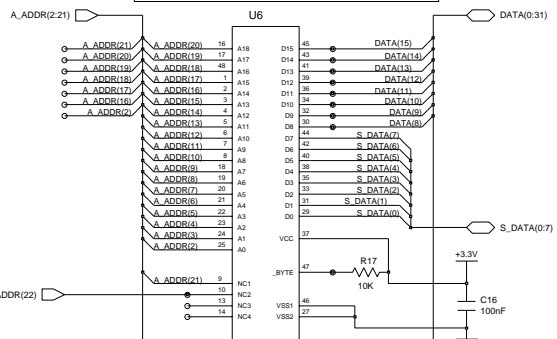 A_ADDR(2:21)
U6
DATA(0:31)
A_ADDR(21) A_ADDR(20) 16 A18 D15 45 DATA(15)
A_ADDR(20) A_ADDR(19) 17 A17 D14 43 DATA(14)
A_ADDR(19) A_ADDR(18) 48 A16 D13 41 DATA(13)
A_ADDR(18) A_ADDR(17) 1 A15 D12 39 DATA(12)
A_ADDR(17) A_ADDR(16) 2 A14 D11 36 DATA(11)
A_ADDR(16) A_ADDR(15) 3 A13 D10 34 DATA(10)
A_ADDR(2) A_ADDR(14) 4 A12 D9 32 DATA(9)
A_ADDR(13) 5 A11 D8 30 DATA(8)
A_ADDR(12) 6 A10 D7 44 S_DATA(7)
A_ADDR(11) 7 A9 D6 42 S_DATA(6)
A_ADDR(10) 8 A8 D5 40 S_DATA(5)
A_ADDR(9) 18 A7 D4 38 S_DATA(4)
A_ADDR(8) 19 A6 D3 35 S_DATA(3)
A_ADDR(7) 20 A5 D2 33 S_DATA(2)
A_ADDR(6) 21 A4 D1 31 S_DATA(1)
A_ADDR(5) 22 A3 D0 29 S_DATA(0)
A_ADDR(4) 23 A2
S_DATA(0:7)
A_ADDR(3) 24 A1 VCC 37
A_ADDR(2) 25 A0
+3.3V
R17
_BYTE 47
10K
A_ADDR(21) 9 NC1
ADDR(22) 10 NC2
13 NC3 VSS1 46
14 NC4 VSS2 27
C16
100nF